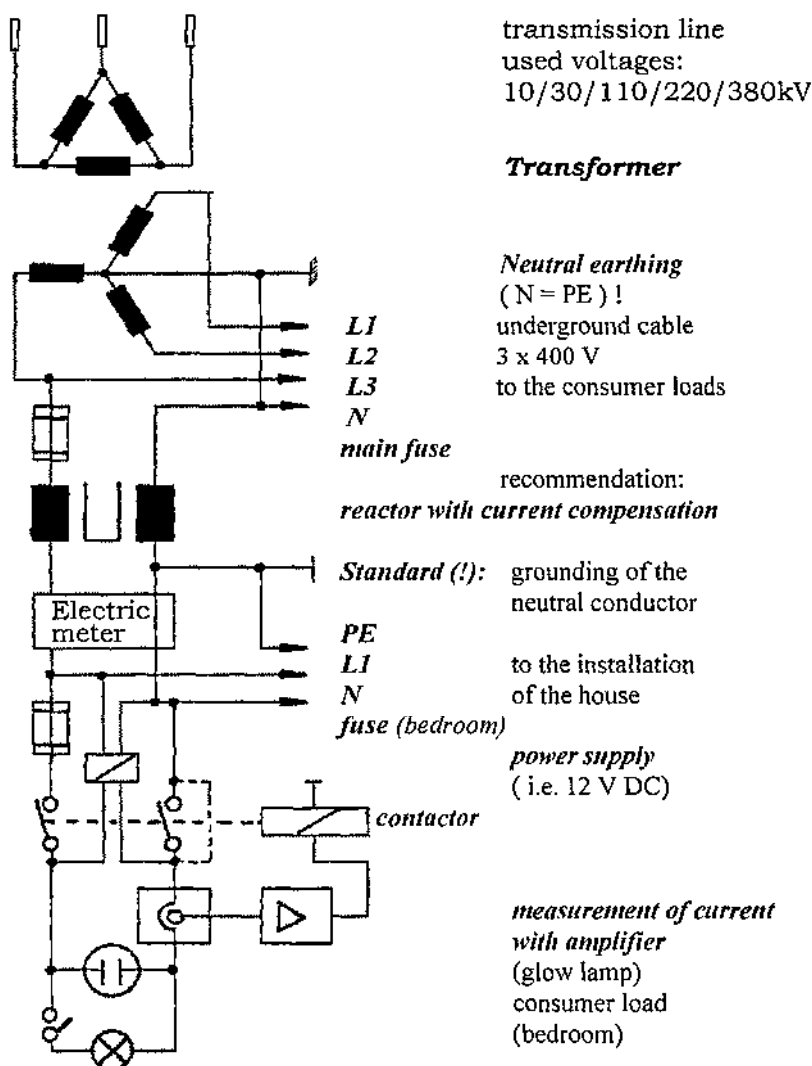 transmission line
used voltages:
10/30/110/220/380kV
Transformer
Neutral earthing
( N = PE ) !
L1 underground cable
L2 3 x 400 V
L3 to the consumer loads
N
main fuse
recommendation:
reactor with current compensation
Standard (!): grounding of the
neutral conductor
Electric
meter
PE
L1 to the installation
N of the house
fuse (bedroom)
power supply
( i.e. 12 V DC)
contactor
measurement of current
with amplifier
(glow lamp)
consumer load
(bedroom)